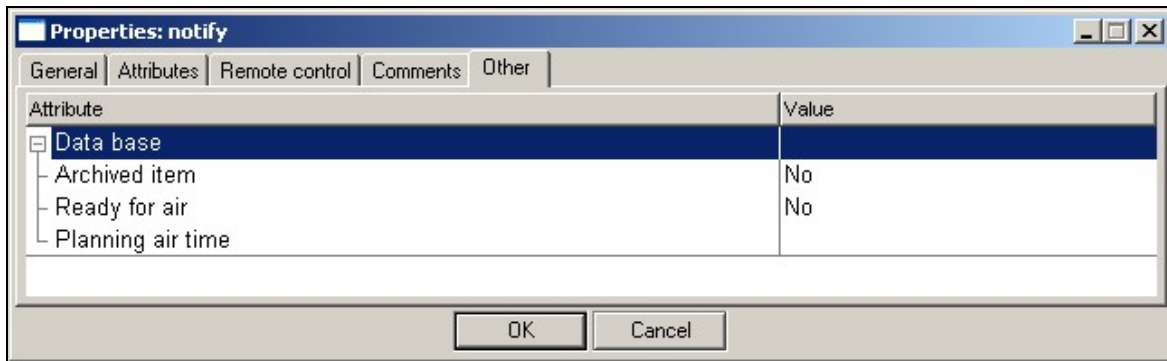 Properties: notify
General Attributes Remote control Comments Other
Attribute Value
Data base
Archived item No
Ready for air No
Planning air time
OK Cancel